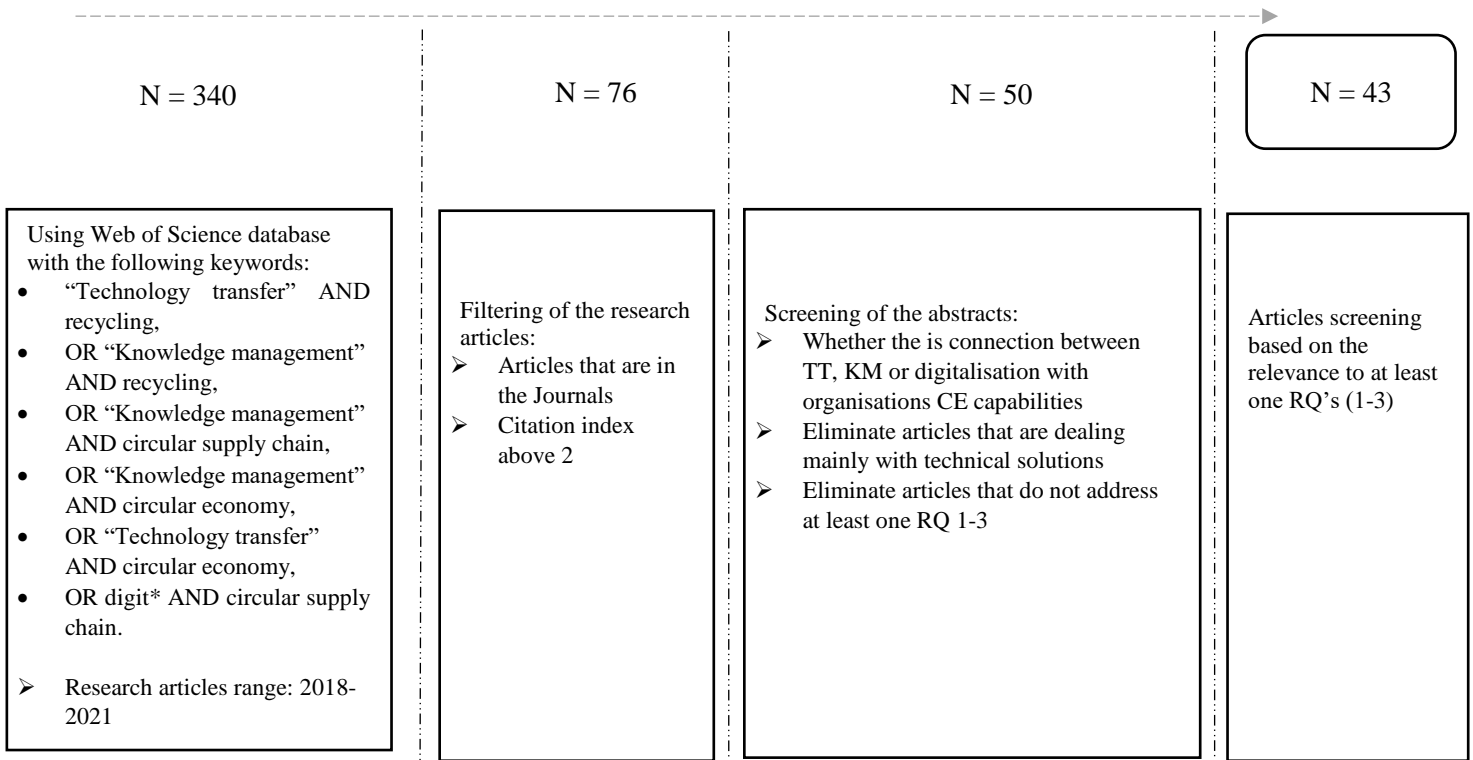 N = 340
N = 76
N = 50
N = 43
Using Web of Science database
with the following keywords:
• “Technology transfer” AND
recycling,
• OR “Knowledge management”
AND recycling,
• OR “Knowledge management”
AND circular supply chain,
• OR “Knowledge management”
AND circular economy,
• OR “Technology transfer”
AND circular economy,
• OR digit* AND circular supply
chain.
➢ Research articles range: 2018-
2021
Filtering of the research
articles:
➢ Articles that are in
the Journals
➢ Citation index
above 2
Screening of the abstracts:
➢ Whether the is connection between
TT, KM or digitalisation with
organisations CE capabilities
➢ Eliminate articles that are dealing
mainly with technical solutions
➢ Eliminate articles that do not address
at least one RQ 1-3
Articles screening
based on the
relevance to at least
one RQ’s (1-3)